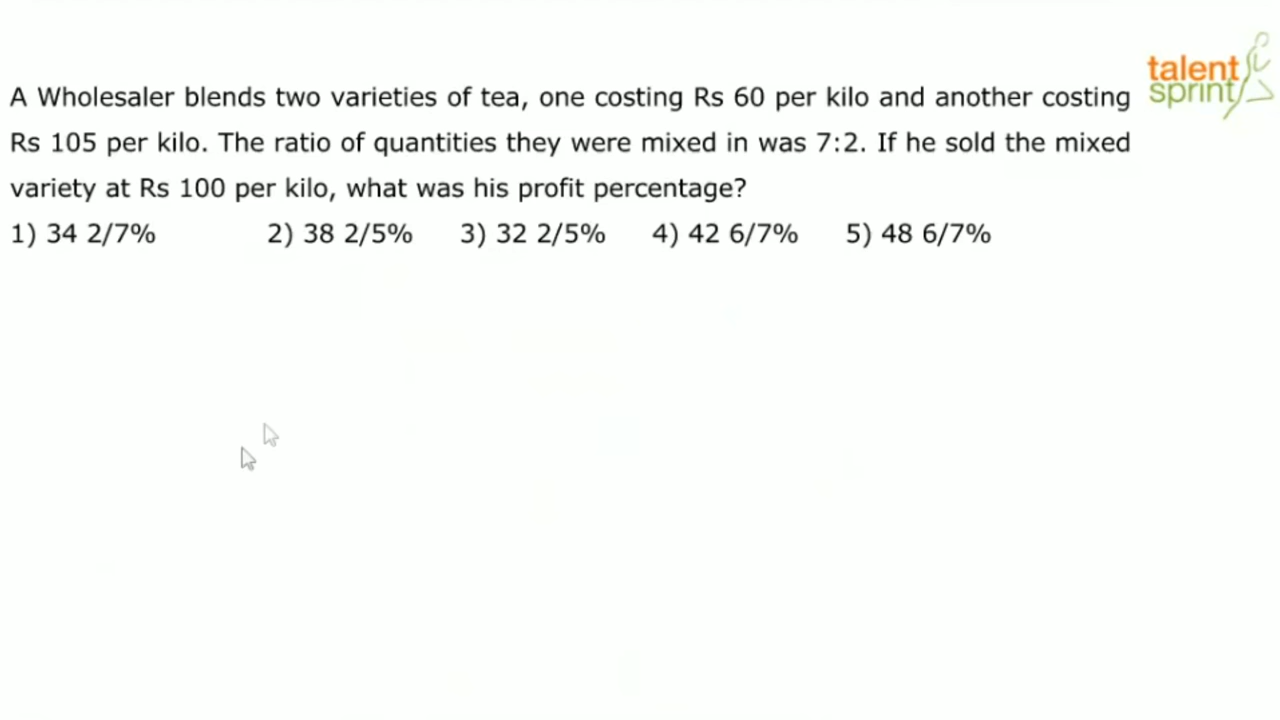 talent
sprint
A Wholesaler blends two varieties of tea, one costing Rs 60 per kilo and another costing
Rs 105 per kilo. The ratio of quantities they were mixed in was 7:2. If he sold the mixed
variety at Rs 100 per kilo, what was his profit percentage?
1) 34 2/7% 2) 38 2/5% 3) 32 2/5% 4) 42 6/7% 5) 48 6/7%